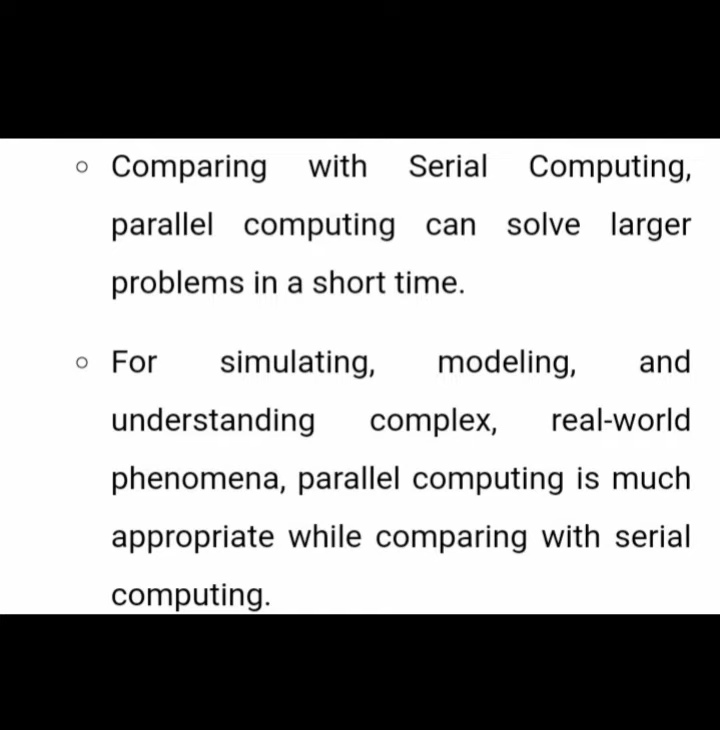 Comparing with Serial Computing,
parallel computing can solve larger
problems in a short time.
For simulating, modeling, and
understanding complex, real-world
phenomena, parallel computing is much
appropriate while comparing with serial
computing.